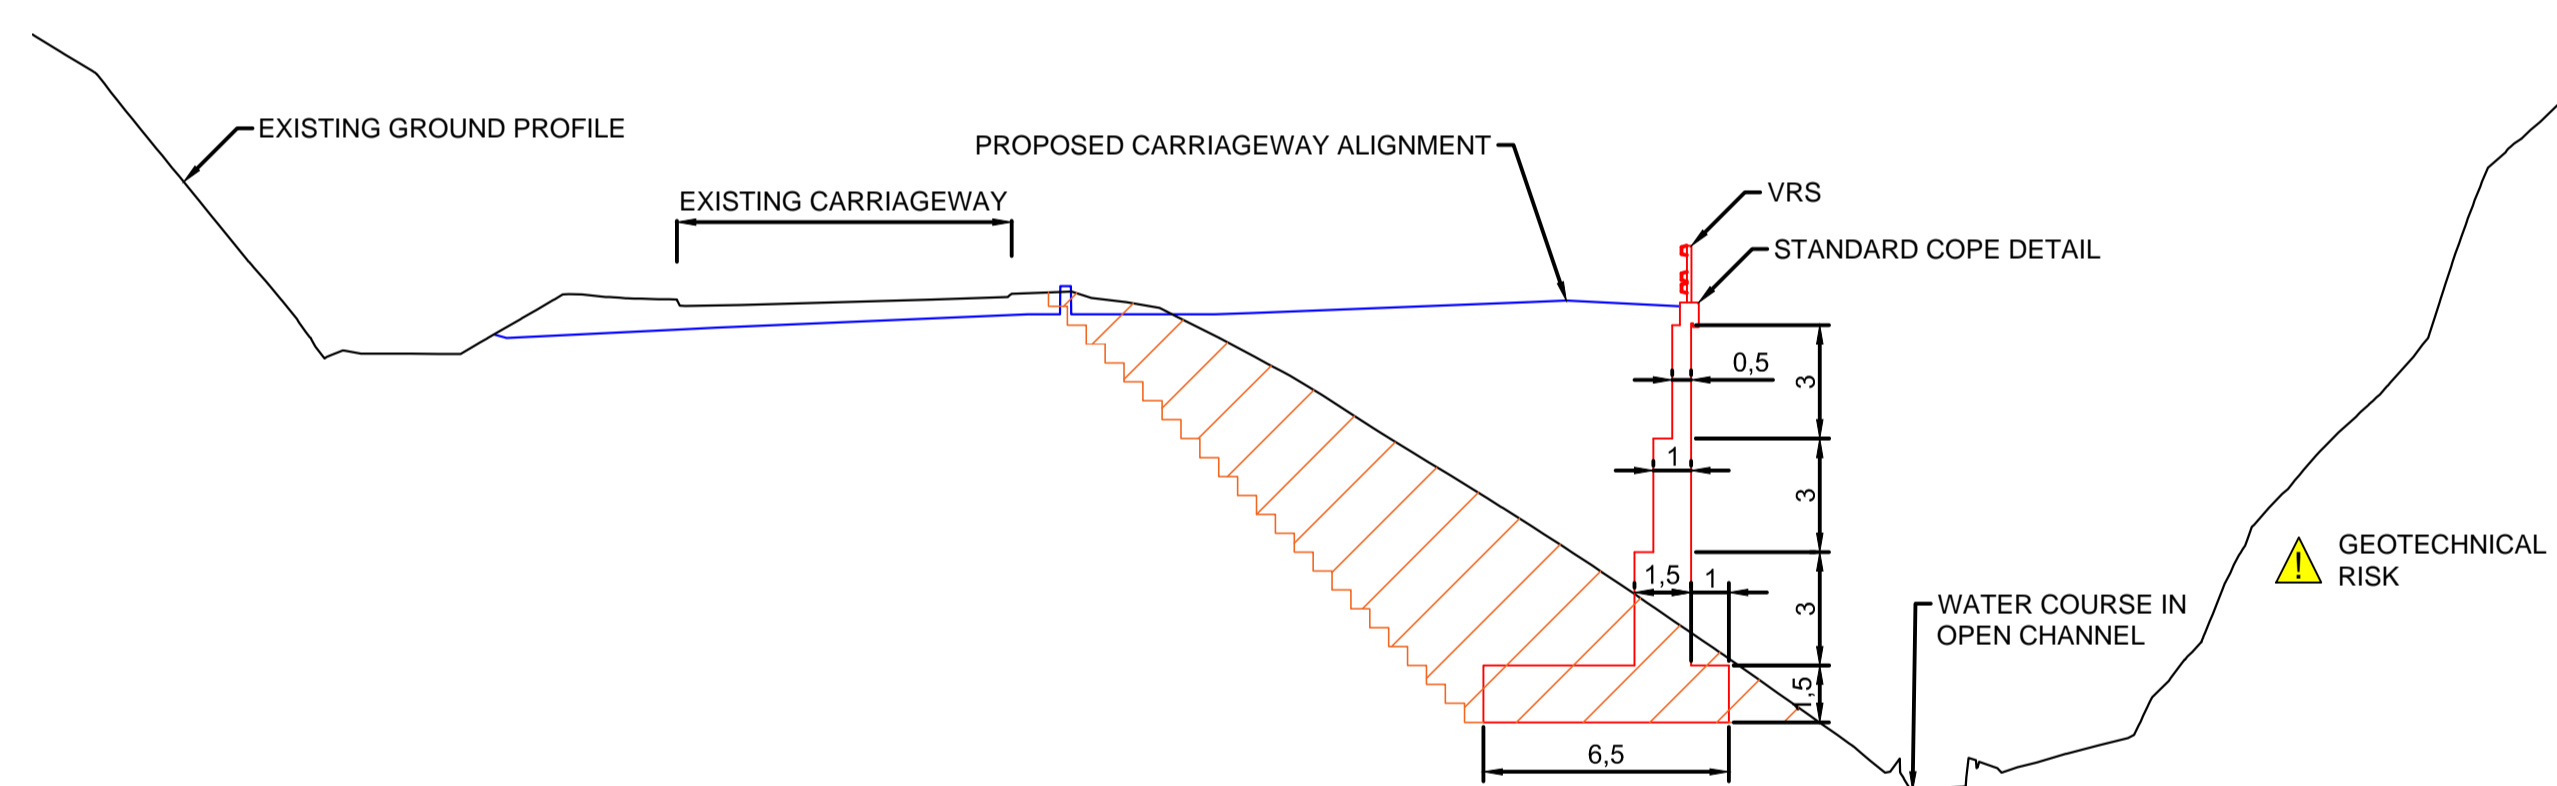 EXISTING GROUND PROFILE
PROPOSED CARRIAGEWAY ALIGNMENT
EXISTING CARRIAGEWAY
VRS
STANDARD COPE DETAIL
0,5
3
1
3
1,5
1
3
GEOTECHNICAL
RISK
WATER COURSE IN
OPEN CHANNEL
1,5
6,5